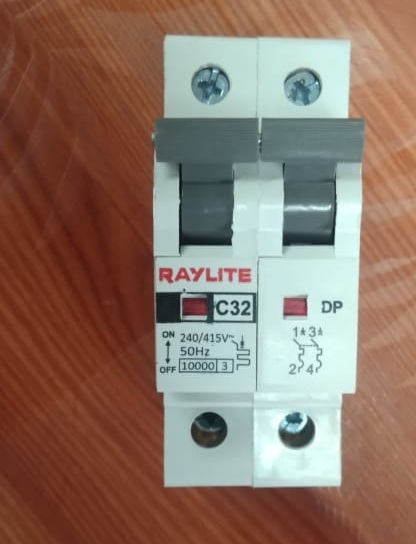 RAYLITE
C32
DP
ON
OFF
240/415V~
50Hz
10000 3
1 3
2 4